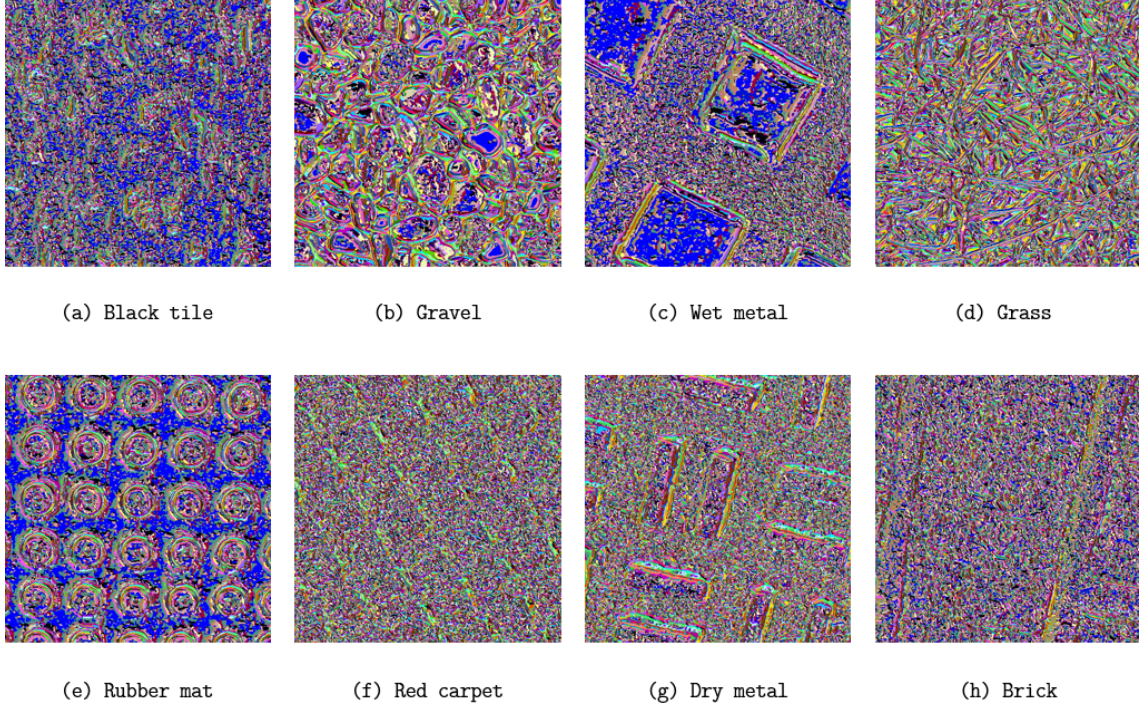 (a) Black tile
(b) Gravel
(c) Wet metal
(d) Grass
(e) Rubber mat
(f) Red carpet
(g) Dry metal
(h) Brick